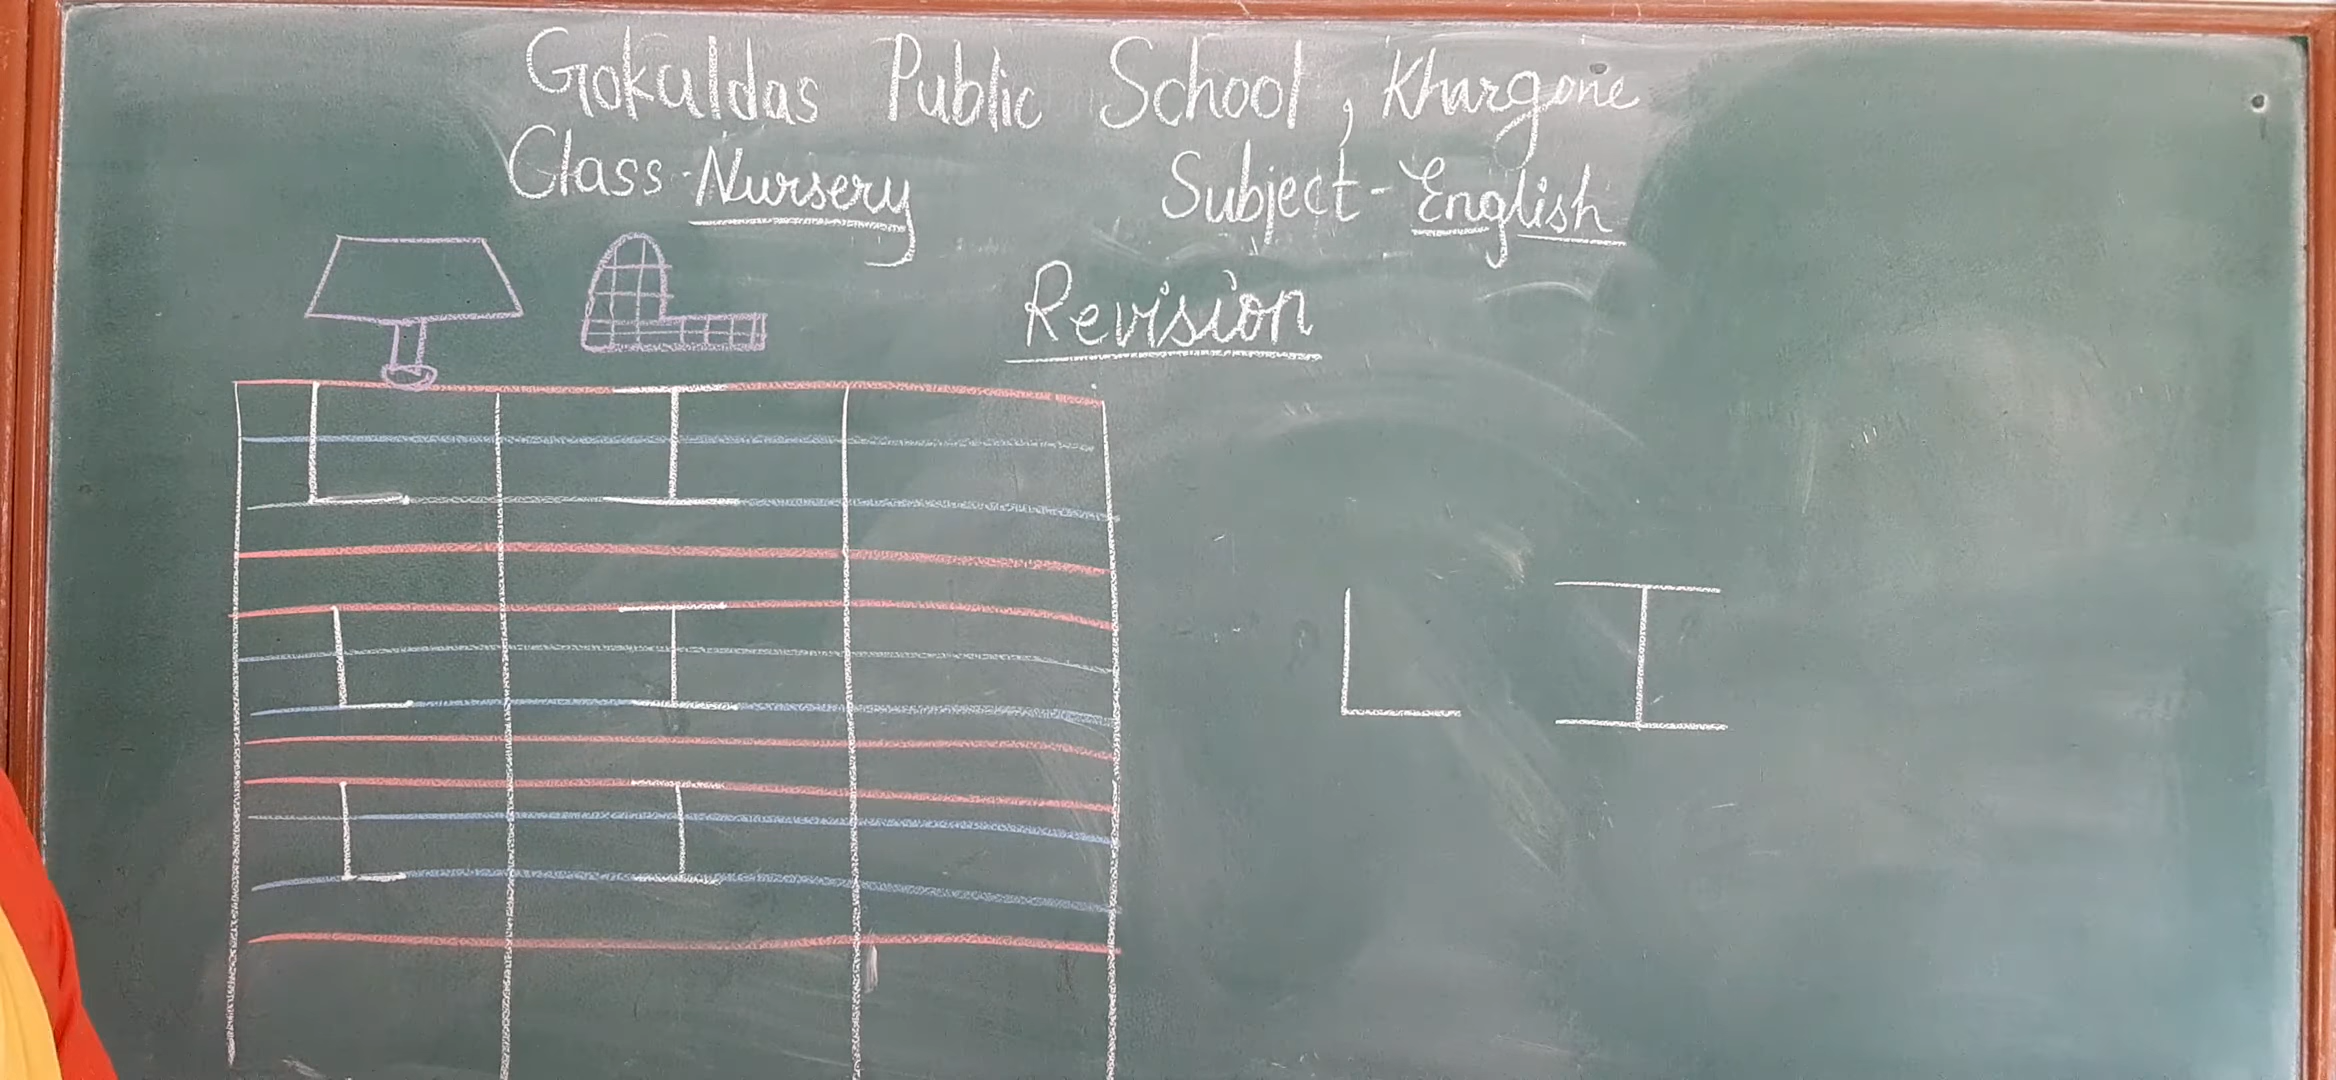 Gokuldas Public School, Khargone
Class-Nursery Subject-English
Revision
L I
L I
L I
L I